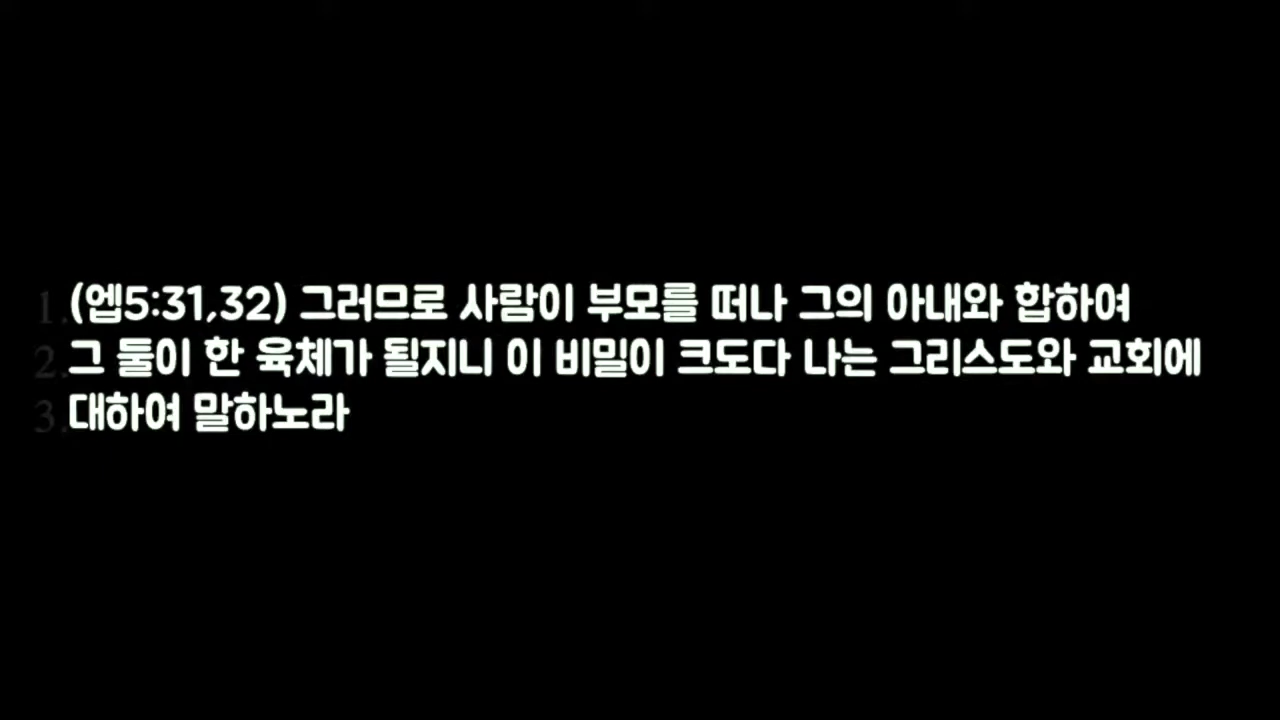 1. (엡5:31,32) 그러므로 사람이 부모를 떠나 그의 아내와 합하여
2. 그 둘이 한 육체가 될지니 이 비밀이 크도다 나는 그리스도와 교회에
3. 대하여 말하노라